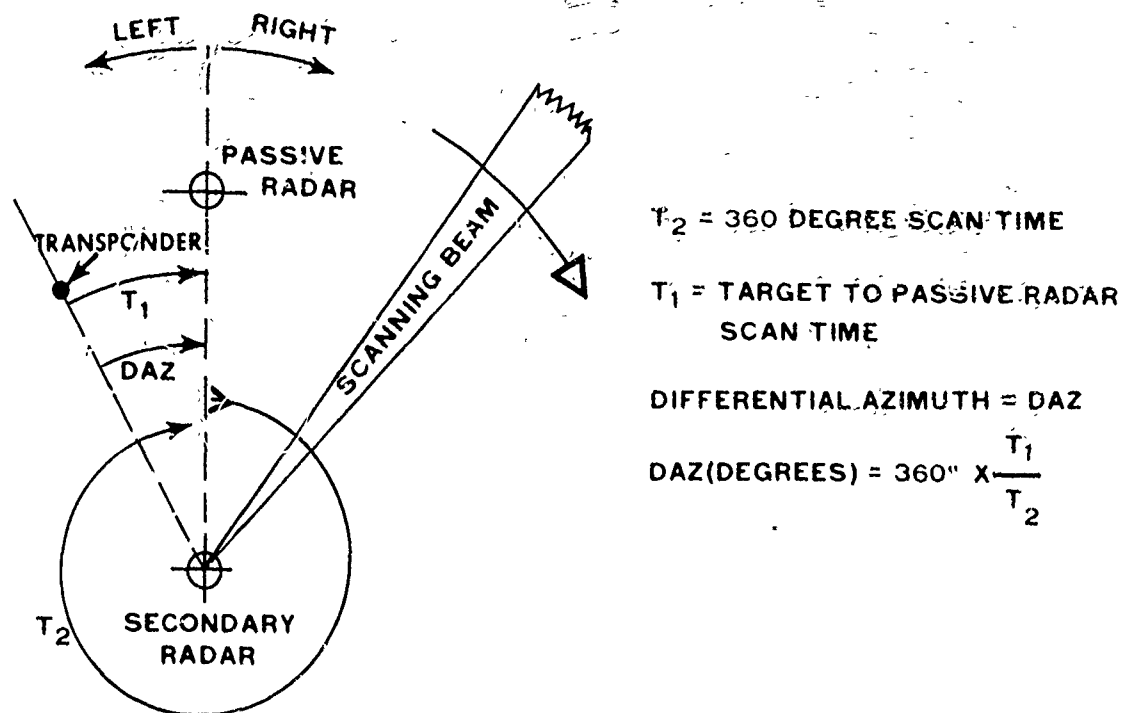 LEFT RIGHT
PASSIVE
RADAR
TRANSPONDER
T1
DAZ
SCANNING BEAM
T2
SECONDARY
RADAR
T2 = 360 DEGREE SCAN TIME
T1 = TARGET TO PASSIVE RADAR
SCAN TIME
DIFFERENTIAL AZIMUTH = DAZ
DAZ(DEGREES) = 360" X T1
T2